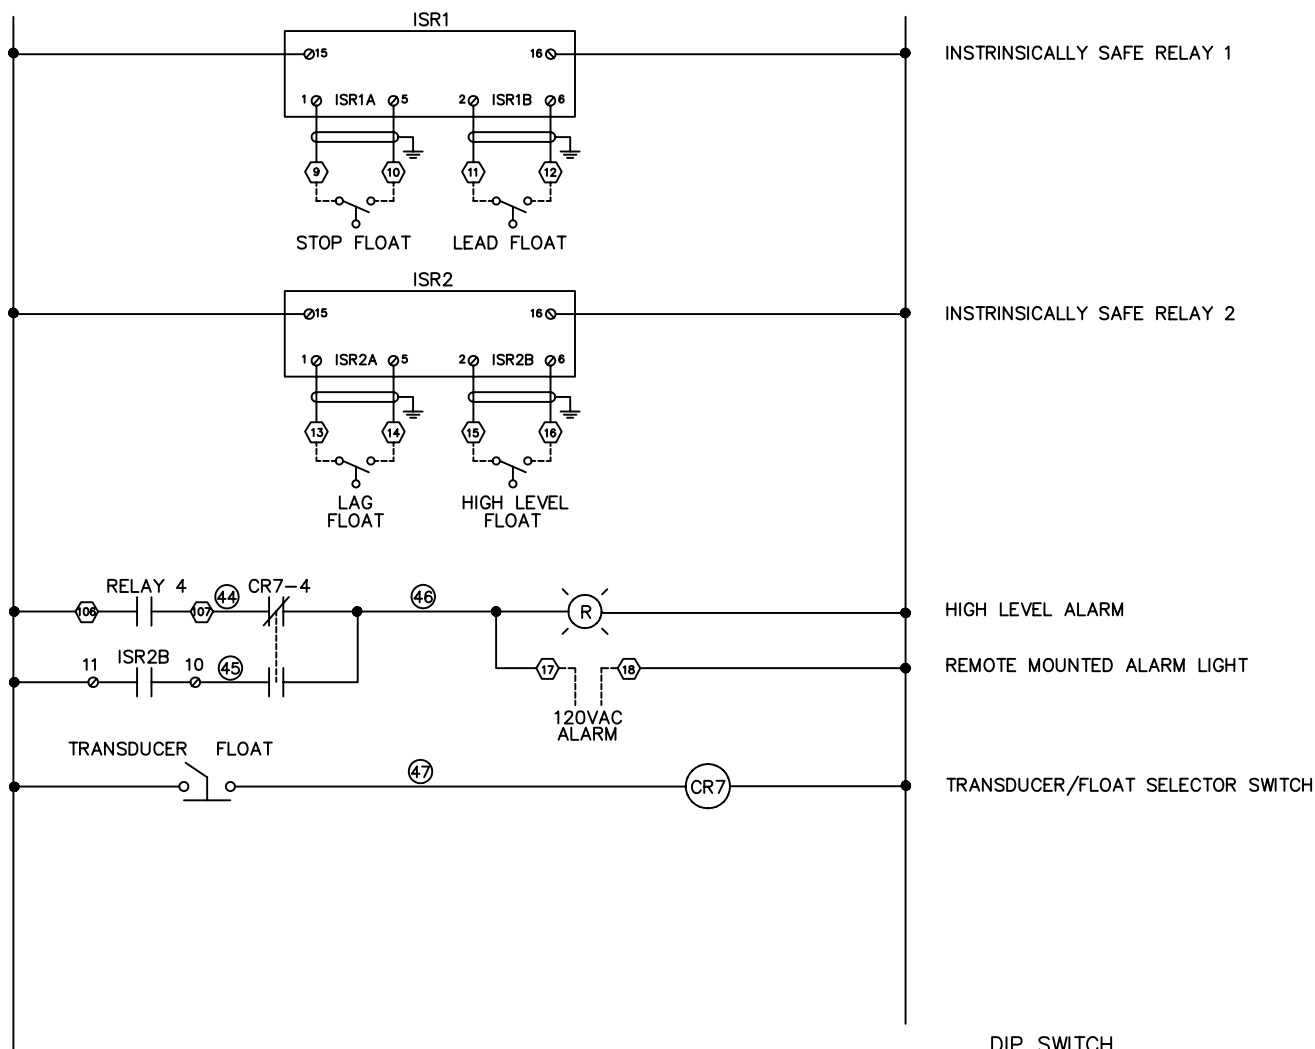 ISR1
15 16 INSTRINSICALLY SAFE RELAY 1
1 ISR1A 5 2 ISR1B 6
9 10 11 12
STOP FLOAT LEAD FLOAT
ISR2
15 16 INSTRINSICALLY SAFE RELAY 2
1 ISR2A 5 2 ISR2B 6
13 14 15 16
LAG
FLOAT
HIGH LEVEL
FLOAT
RELAY 4 CR7-4
106 107 44 46 R HIGH LEVEL ALARM
11 ISR2B 10 45
17 18 REMOTE MOUNTED ALARM LIGHT
120VAC
ALARM
TRANSDUCER FLOAT
47 CR7 TRANSDUCER/FLOAT SELECTOR SWITCH
DIP SWITCH